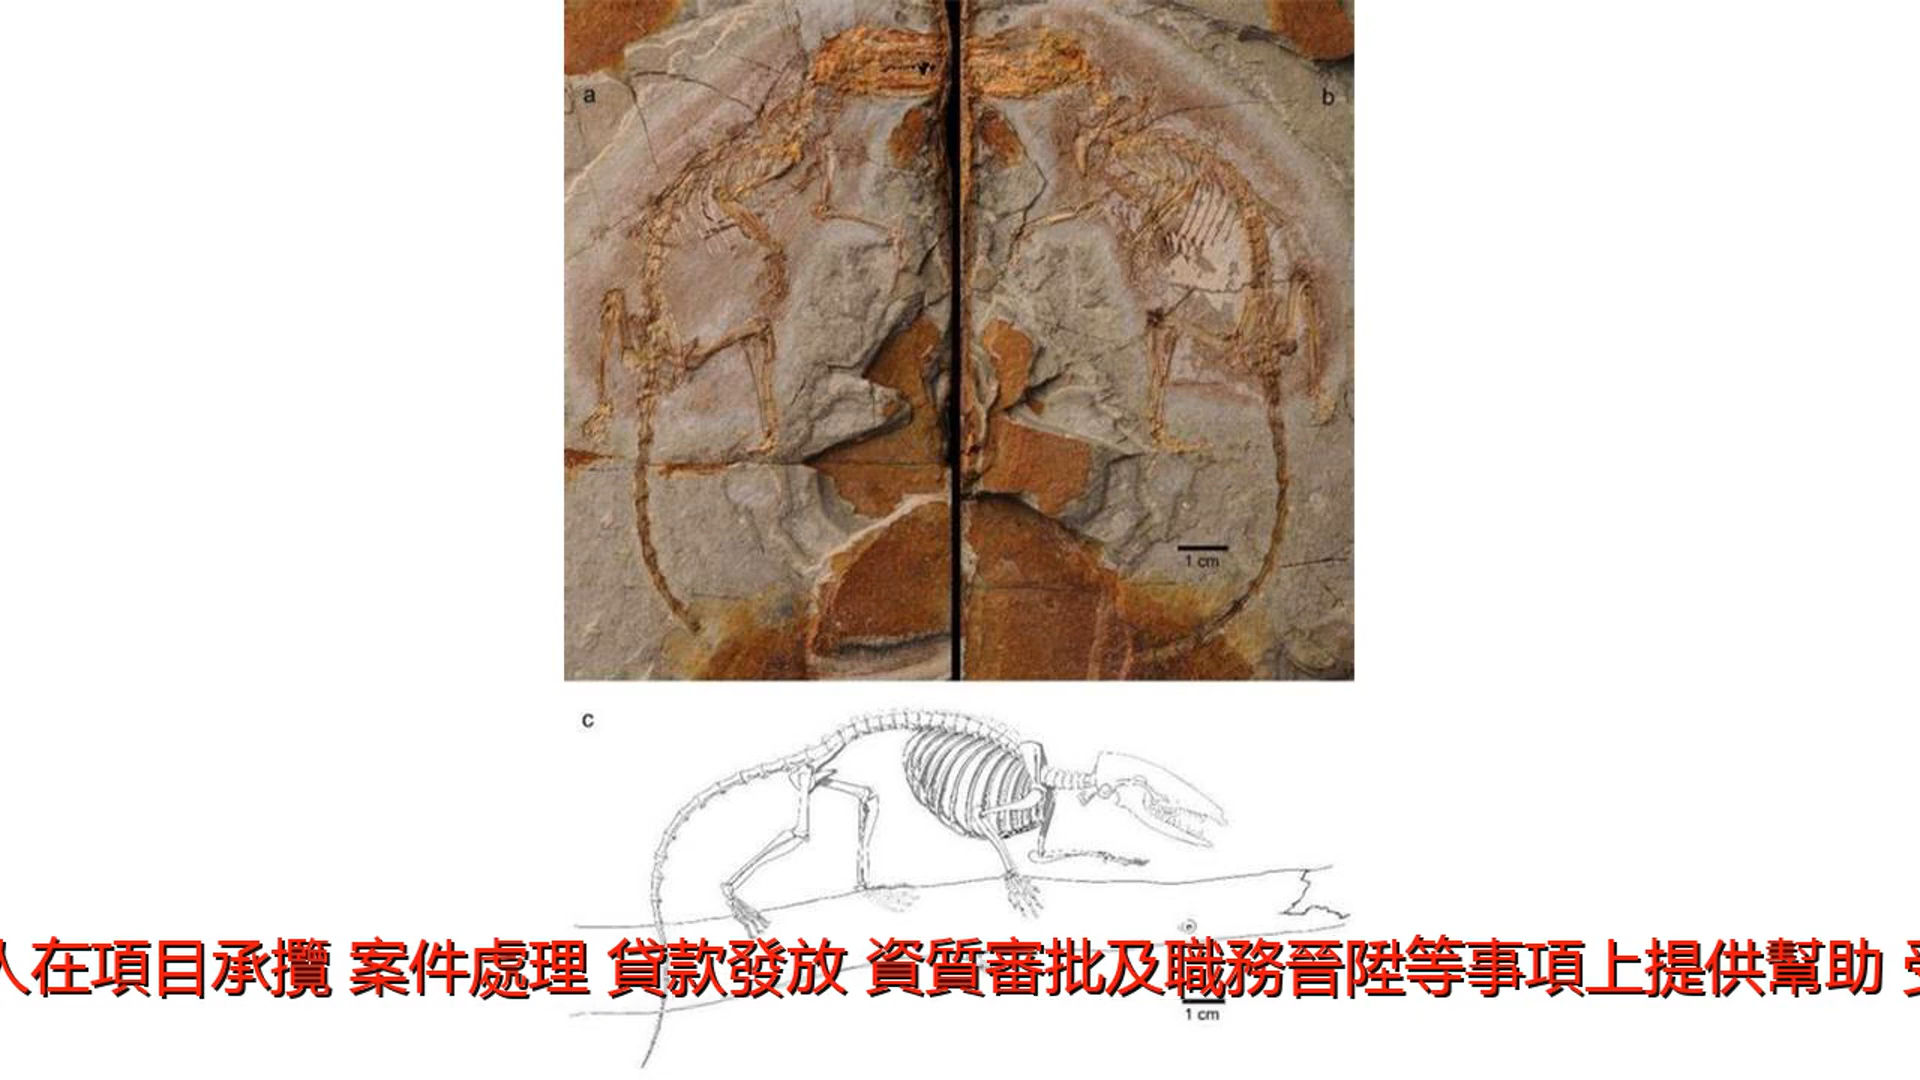 a
b
1 cm
c
人在項目承攬 案件處理 貸款發放 資質審批及職務晉陞等事項上提供幫助
1 cm